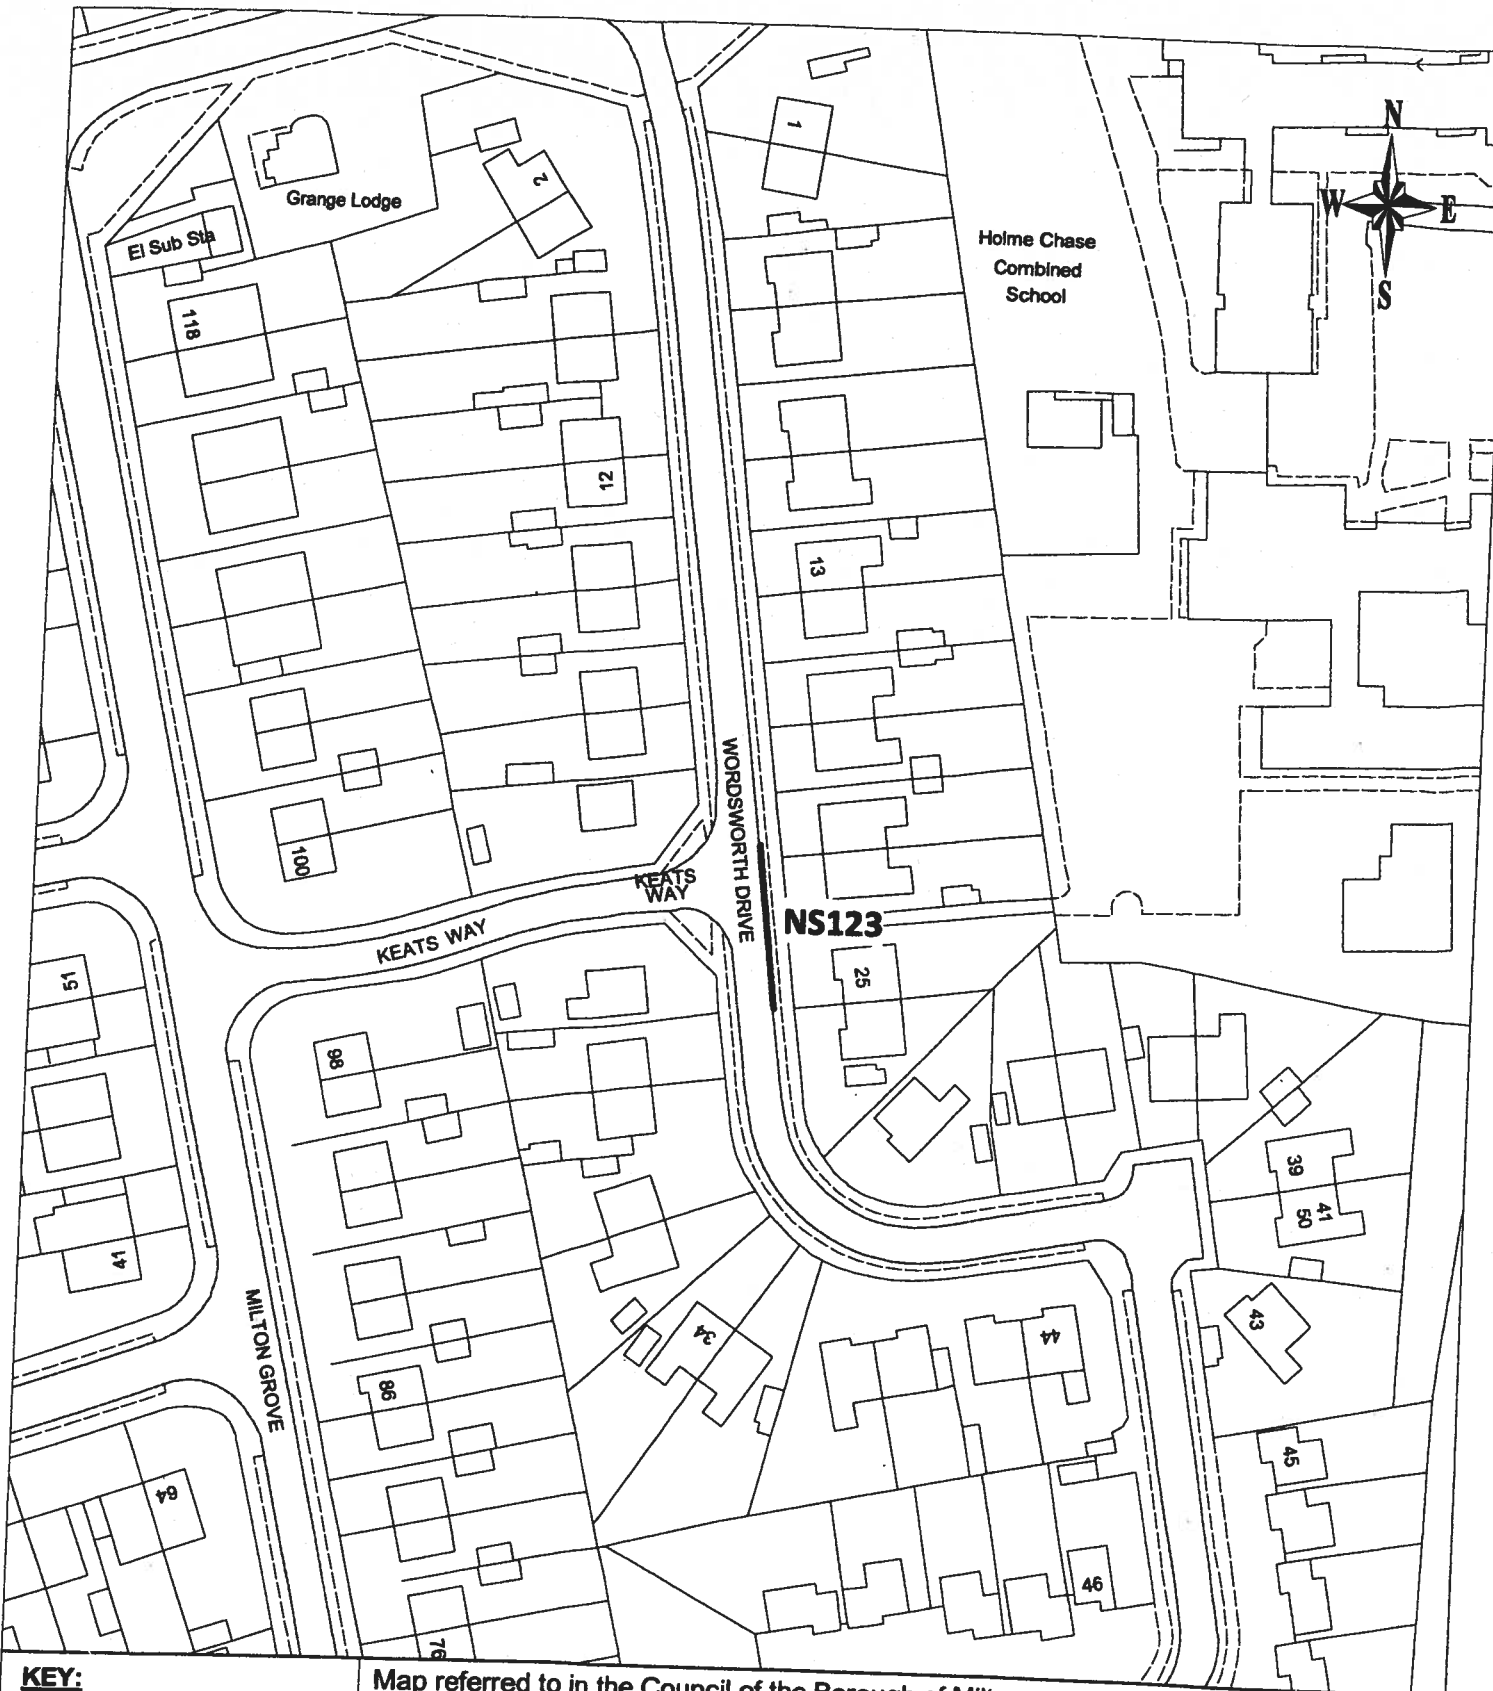 1
N
2
Grange Lodge
W
E
El Sub Sta
Holme Chase
Combined
School
S
118
12
13
WORDSWORTH DRIVE
100
KEATS
WAY
NS123
KEATS WAY
51
25
98
39
41
50
41
43
MILTON GROVE
34
44
86
45
64
46
76
KEY:
Map referred to in the Council of the Borough of